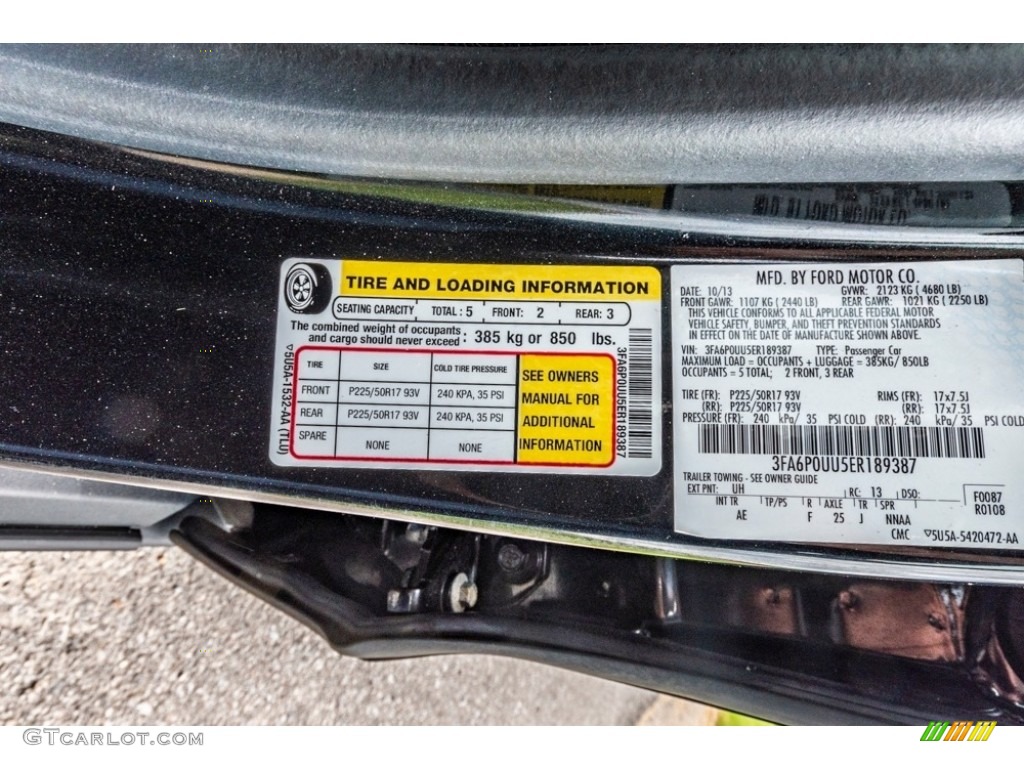 TIRE AND LOADING INFORMATION
SEATING CAPACITY TOTAL : 5 FRONT: 2 REAR: 3
The combined weight of occupants
and cargo should never exceed : 385 kg or 850 lbs.
TIRE SIZE COLD TIRE PRESSURE
FRONT P225/50R17 93V 240 KPA, 35 PSI
REAR P225/50R17 93V 240 KPA, 35 PSI
SPARE NONE NONE
SEE OWNERS
MANUAL FOR
ADDITIONAL
INFORMATION
5U5A-1532-AA (TLU)
3FA6P0UU5ER189387
MFD. BY FORD MOTOR CO.
DATE: 10/13 GVWR: 2123 KG ( 4680 LB)
FRONT GAWR: 1107 KG ( 2440 LB) REAR GAWR: 1021 KG ( 2250 LB)
THIS VEHICLE CONFORMS TO ALL APPLICABLE FEDERAL MOTOR
VEHICLE SAFETY, BUMPER, AND THEFT PREVENTION STANDARDS
IN EFFECT ON THE DATE OF MANUFACTURE SHOWN ABOVE.
VIN: 3FA6P0UU5ER189387 TYPE: Passenger Car
MAXIMUM LOAD = OCCUPANTS + LUGGAGE = 385KG/ 850LB
OCCUPANTS = 5 TOTAL; 2 FRONT, 3 REAR
TIRE (FR): P225/50R17 93V RIMS (FR): 17x7.5J
(RR): P225/50R17 93V (RR): 17x7.5J
PRESSURE (FR): 240 kPa/ 35 PSI COLD (RR): 240 kPa/ 35 PSI COLD
3FA6P0UU5ER189387
TRAILER TOWING - SEE OWNER GUIDE
EXT PNT: UH RC: 13 DSO:
INT TR TP/PS R AXLE TR SPR
AE F 25 J NNAA
F0087
R0108
CMC 5U5A-5420472-AA
GTCARLOT.COM